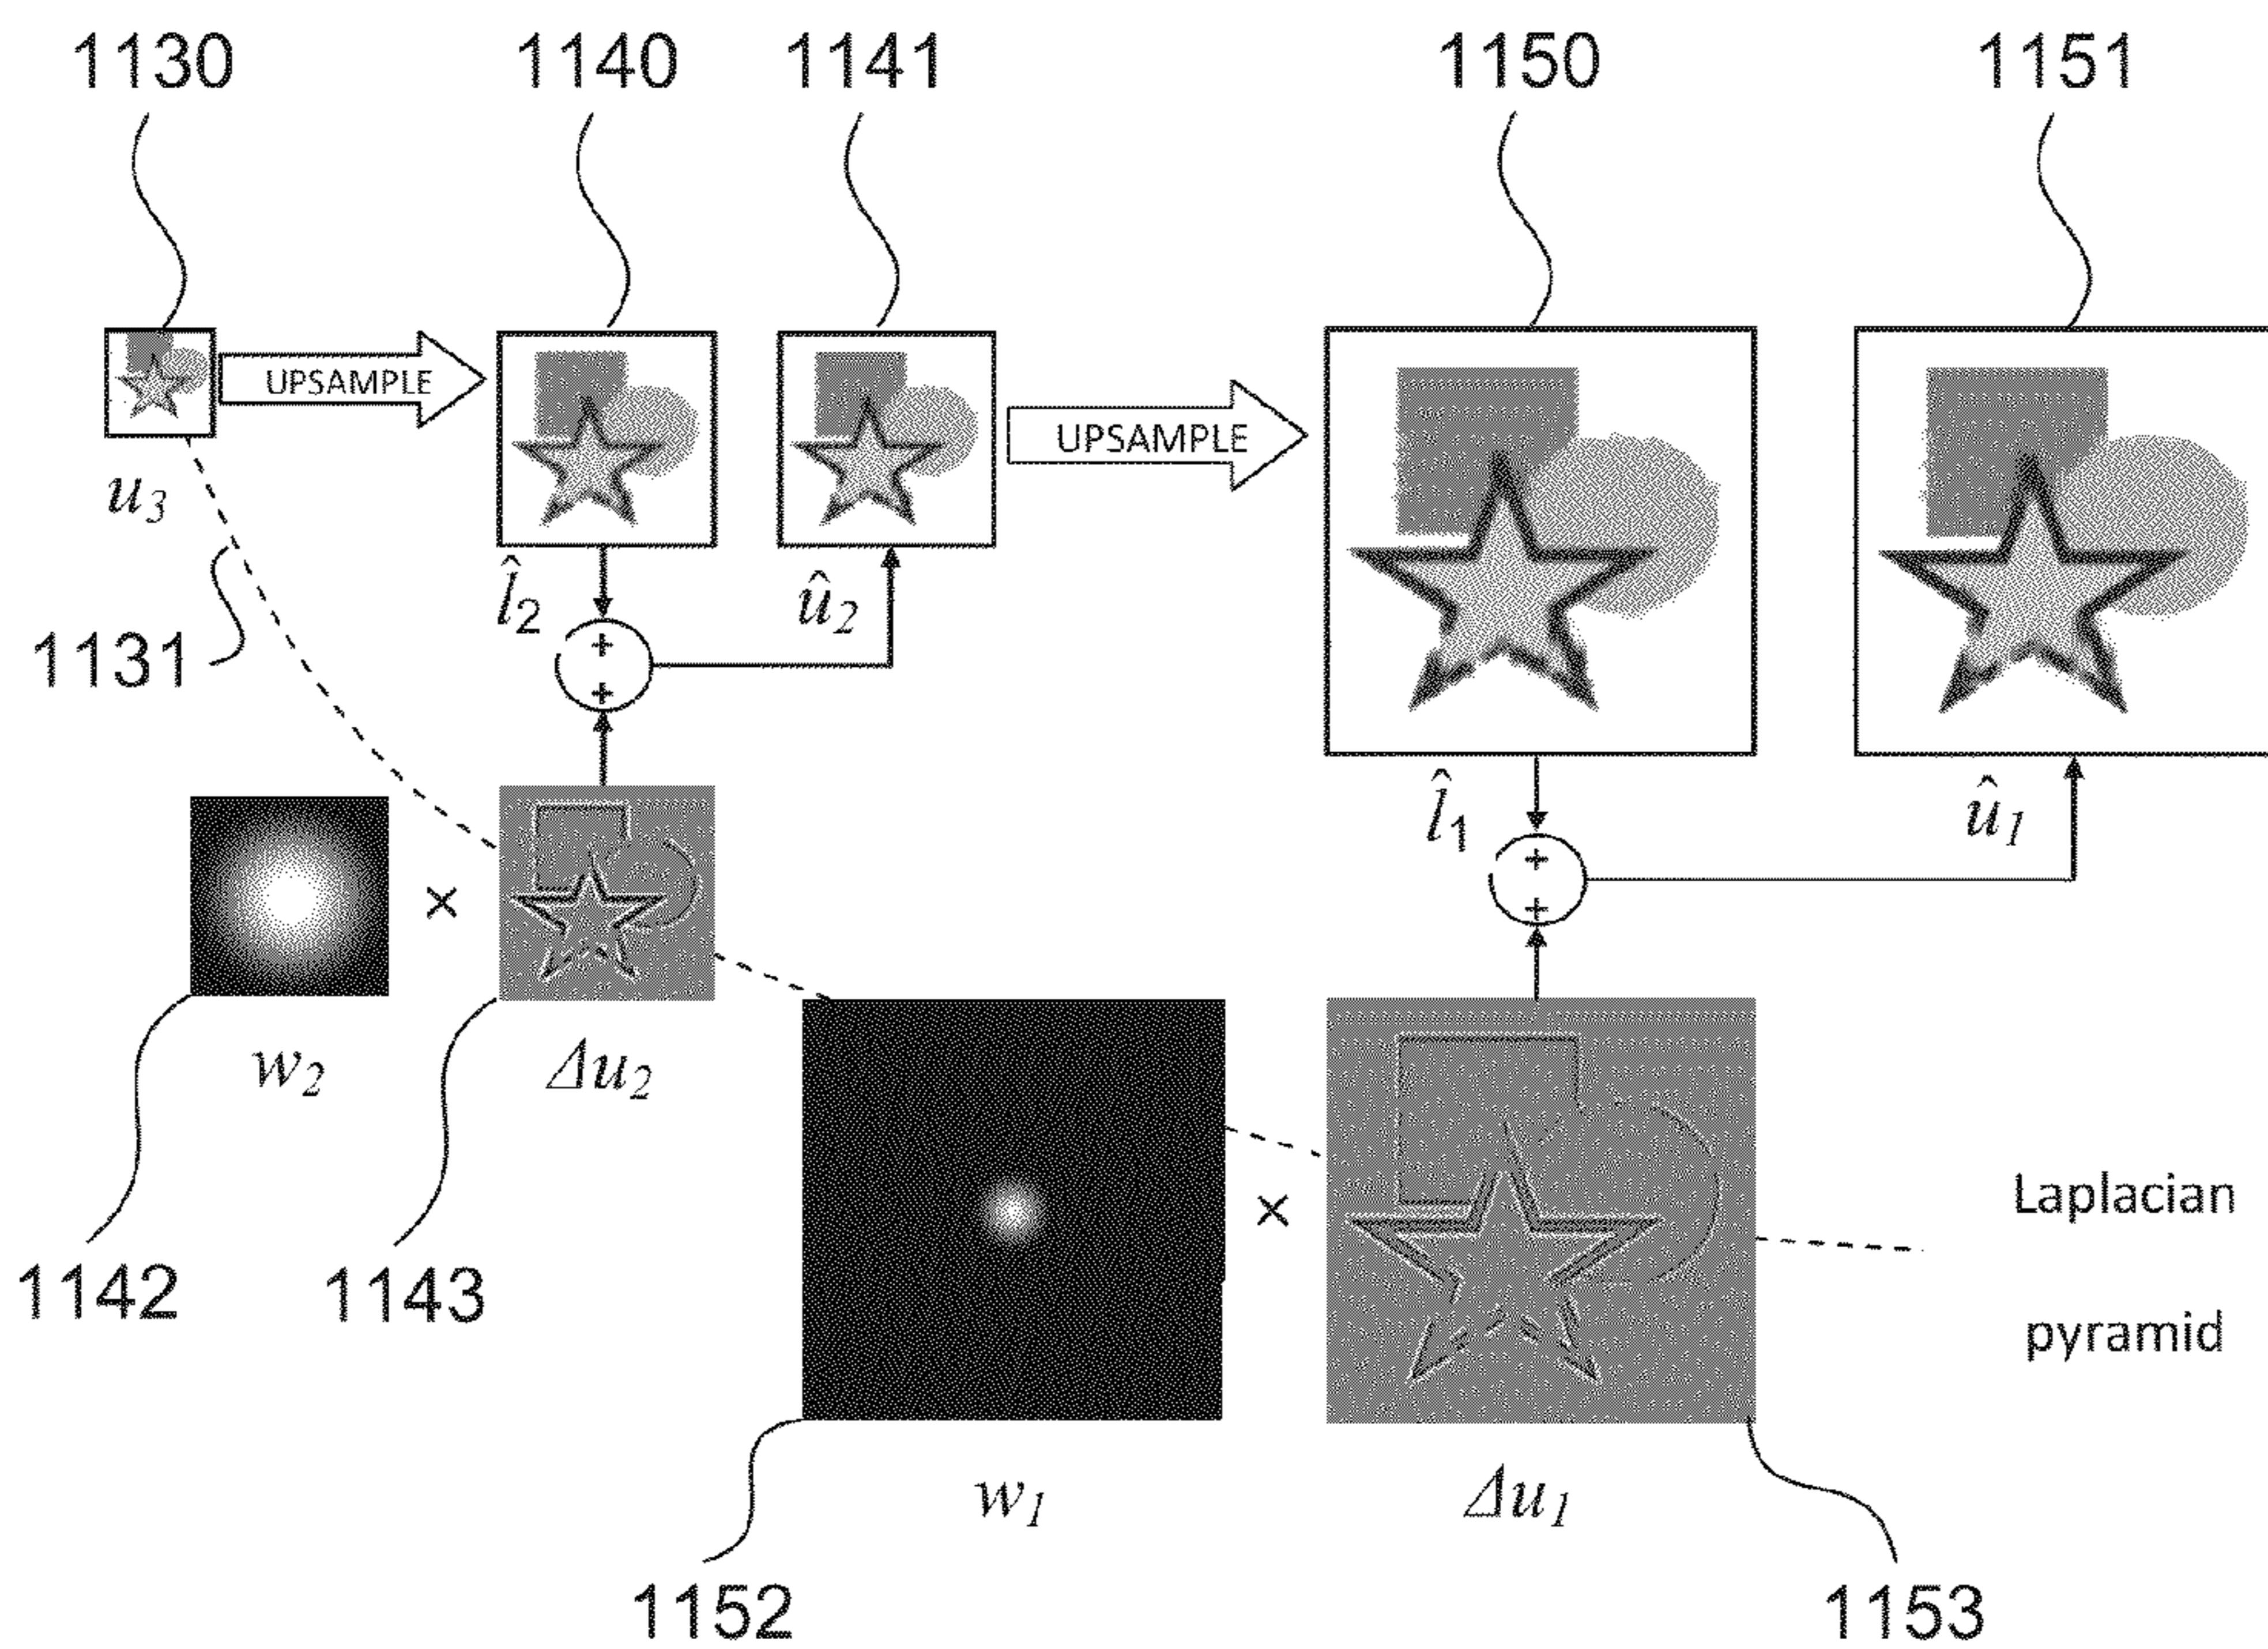 1130
1140
1141
1150
1151
UPSAMPLE
UPSAMPLE
u₃
l̂₂
û₂
1131
+
+
l̂₁
û₁
+
+
×
w₂
Δu₂
×
Laplacian
pyramid
1142
1143
w₁
Δu₁
1152
1153